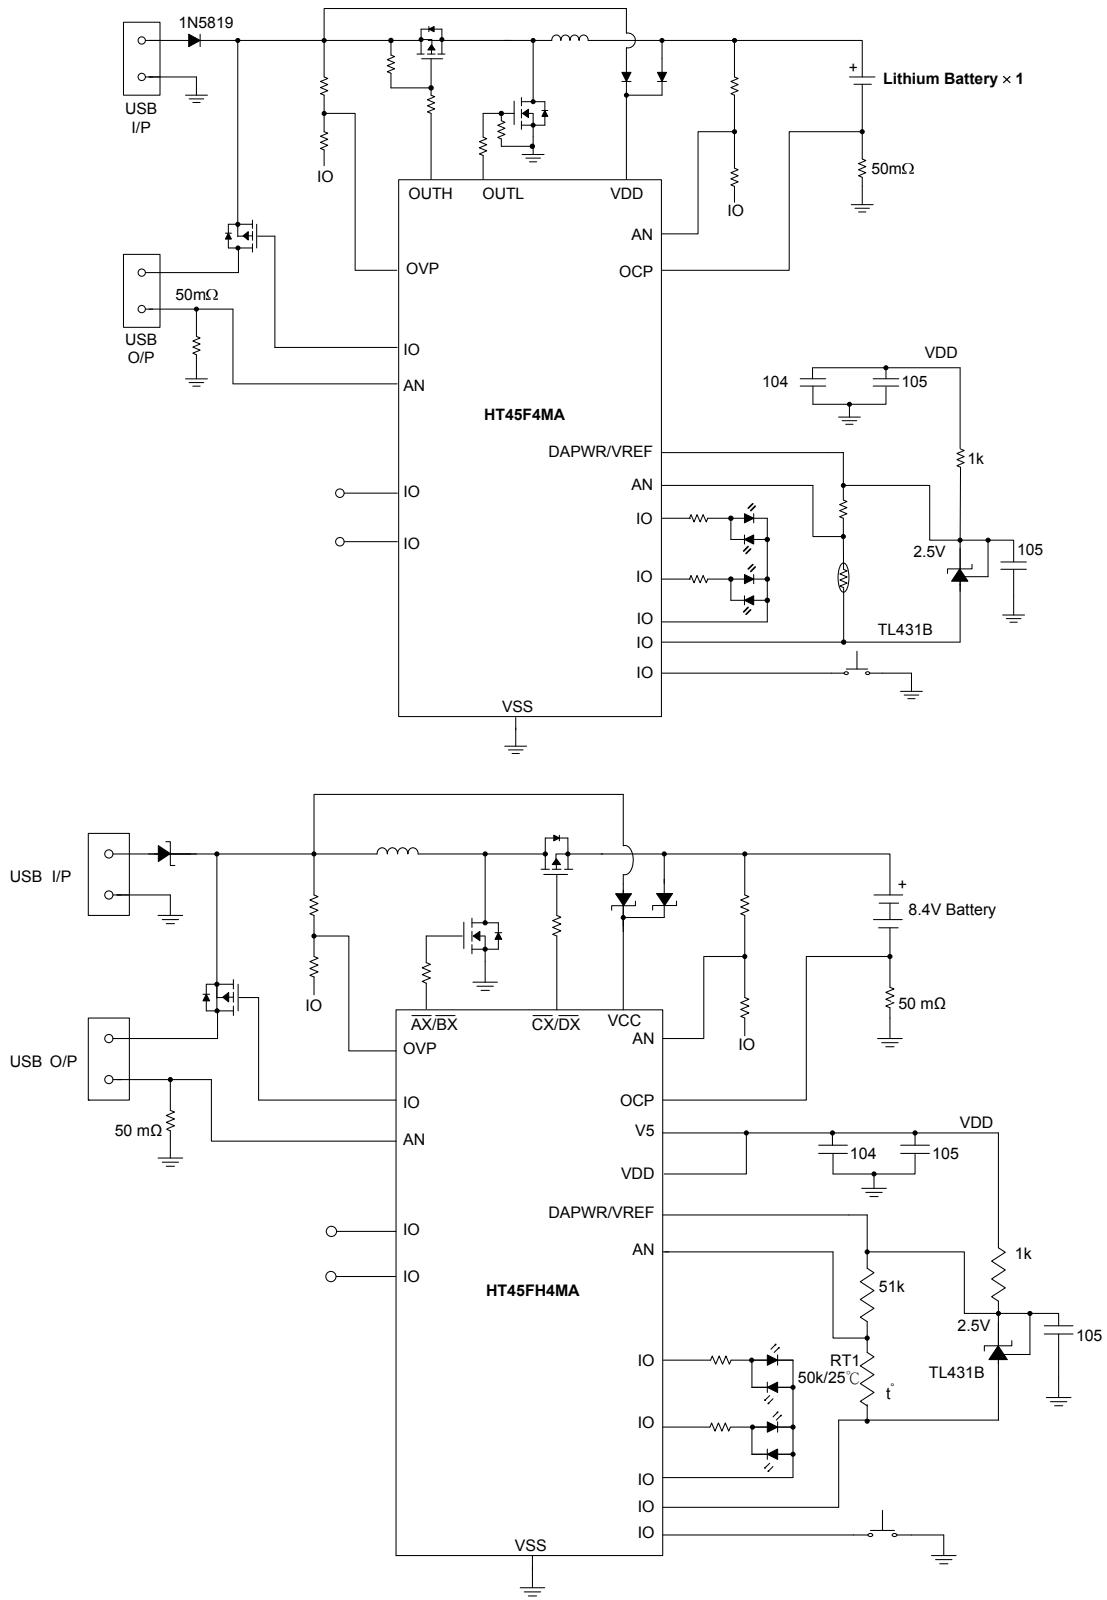 1N5819
USB
I/P
Lithium Battery × 1
IO
50mΩ
OUTH
OUTL
VDD
IO
AN
OVP
OCP
50mΩ
USB
O/P
IO
AN
VDD
104
105
HT45F4MA
DAPWR/VREF
1k
AN
IO
IO
IO
2.5V
105
IO
IO
TL431B
IO
IO
VSS
USB I/P
+
8.4V Battery
IO
50 mΩ
AX/BX
CX/DX
VCC
AN
IO
OVP
USB O/P
IO
OCP
50 mΩ
AN
V5
VDD
104
105
VDD
DAPWR/VREF
IO
AN
1k
IO
HT45FH4MA
51k
2.5V
105
IO
RT1
50k/25℃
t°
TL431B
IO
IO
IO
IO
VSS